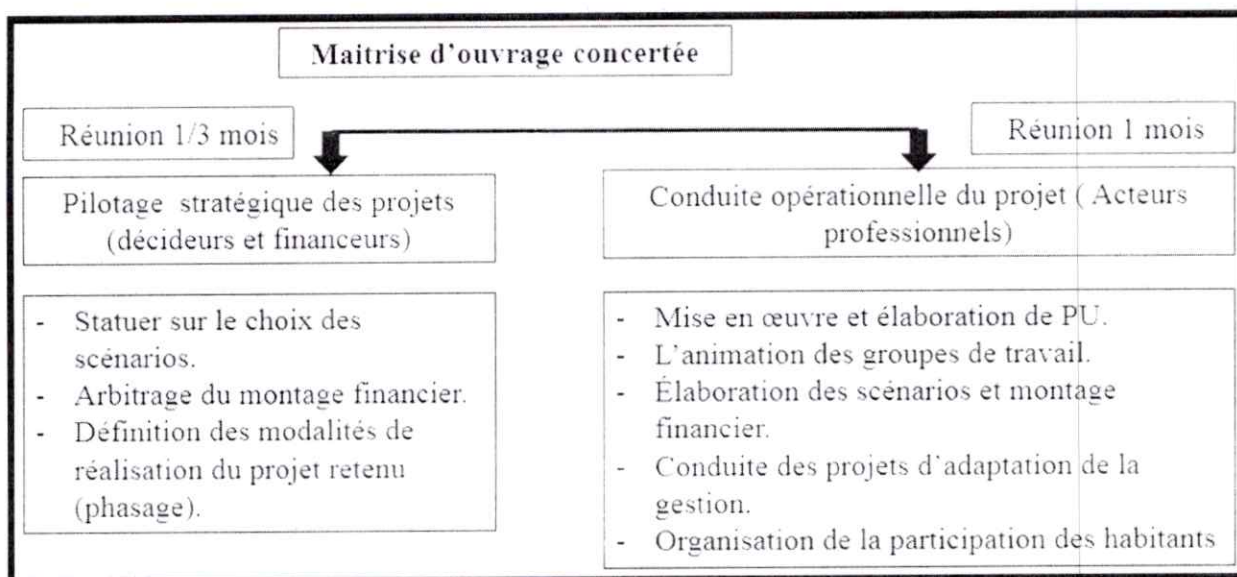 Maitrise d'ouvrage concertée
Réunion 1/3 mois
Réunion 1 mois
Pilotage stratégique des projets
(décideurs et financeurs)
Conduite opérationnelle du projet ( Acteurs
professionnels)
- Statuer sur le choix des
scénarios.
- Arbitrage du montage financier.
- Définition des modalités de
réalisation du projet retenu
(phasage).
- Mise en œuvre et élaboration de PU.
- L'animation des groupes de travail.
- Élaboration des scénarios et montage
financier.
- Conduite des projets d'adaptation de la
gestion.
- Organisation de la participation des habitants